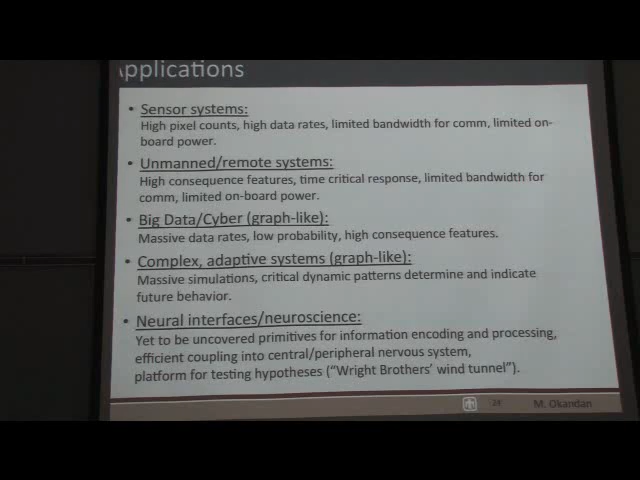 Applications
• Sensor systems:
High pixel counts, high data rates, limited bandwidth for comm, limited on-
board power.
• Unmanned/remote systems:
High consequence features, time critical response, limited bandwidth for
comm, limited on-board power.
• Big Data/Cyber (graph-like):
Massive data rates, low probability, high consequence features.
• Complex, adaptive systems (graph-like):
Massive simulations, critical dynamic patterns determine and indicate
future behavior.
• Neural interfaces/neuroscience:
Yet to be uncovered primitives for information encoding and processing,
efficient coupling into central/peripheral nervous system,
platform for testing hypotheses ("Wright Brothers' wind tunnel").
24 M. Okandan